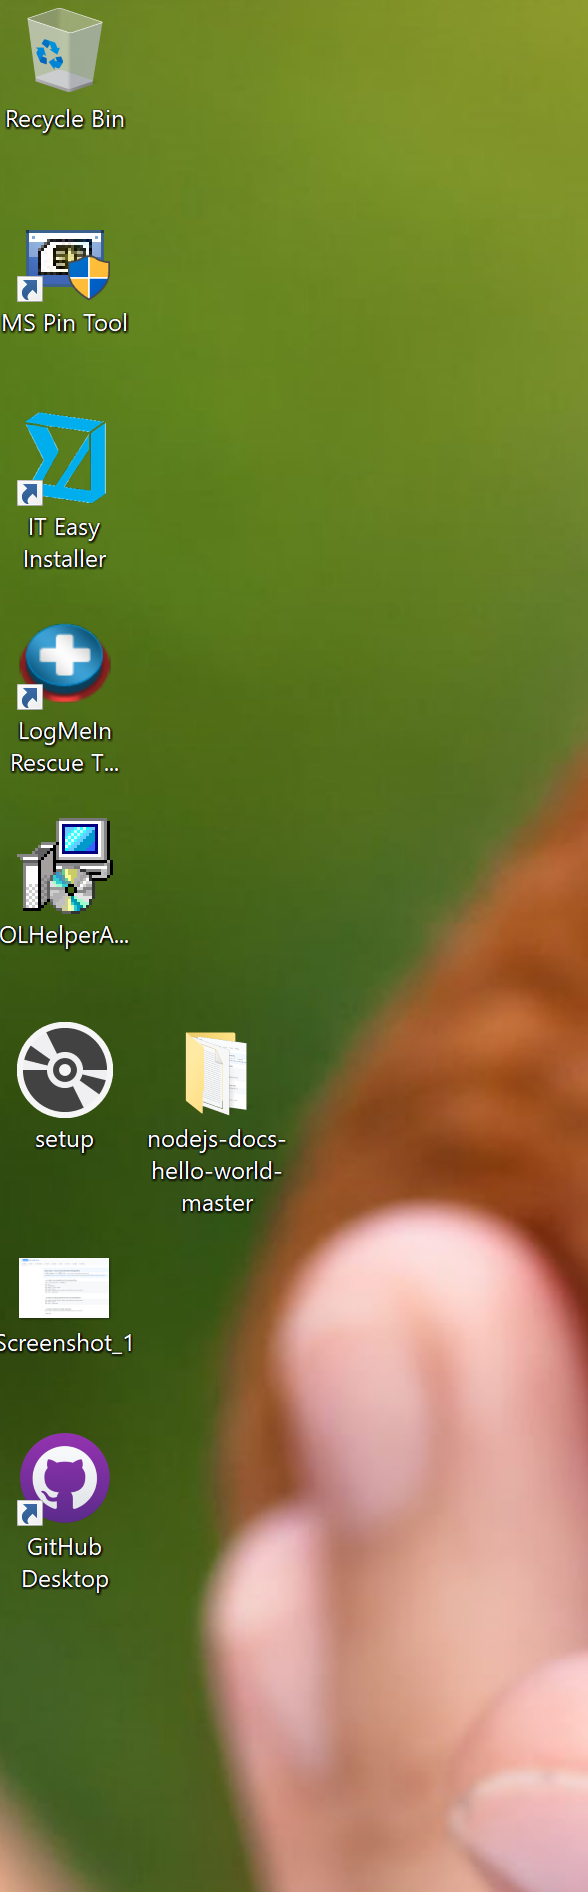 Recycle Bin
MS Pin Tool
IT Easy
Installer
LogMeIn
Rescue T...
OLHelperA...
setup
nodejs-docs-
hello-world-
master
Screenshot_1
GitHub
Desktop